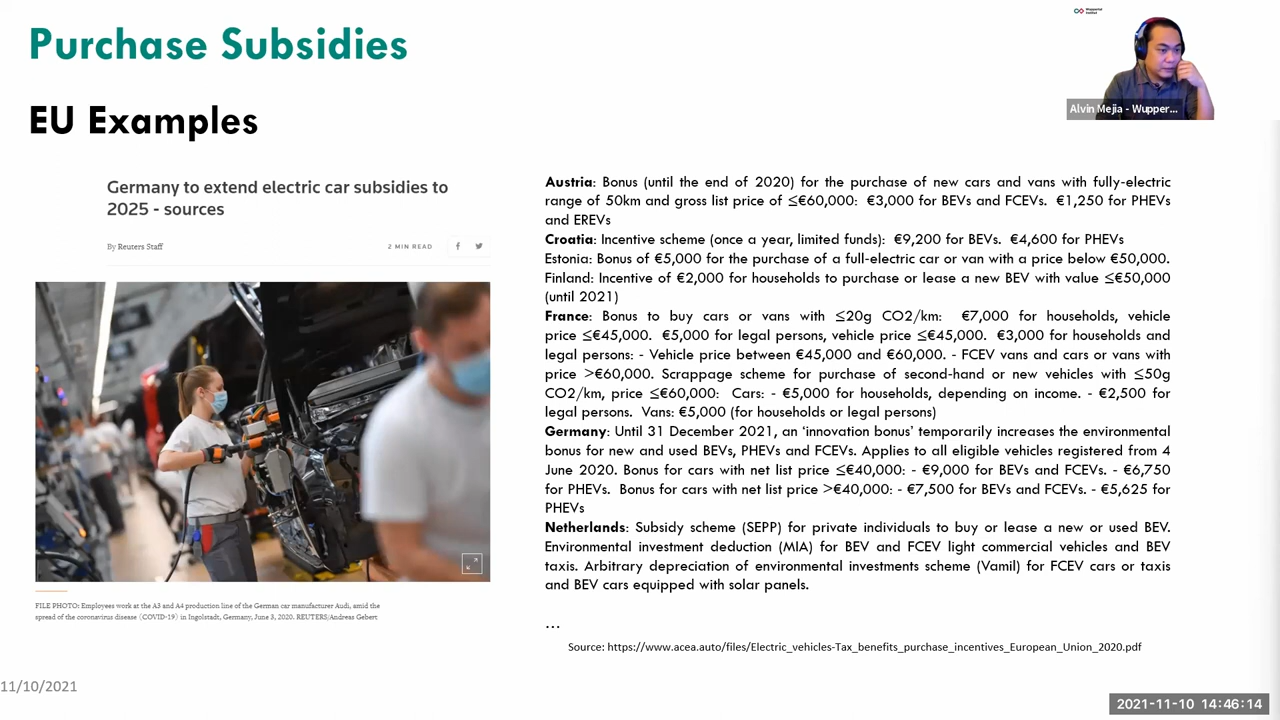 Purchase Subsidies
EU Examples
Wuppertal
Institut
Alvin Mejia - Wupper...
Germany to extend electric car subsidies to
2025 - sources
By Reuters Staff
2 MIN READ
FILE PHOTO: Employees work at the A3 and A4 production line of the German car manufacturer Audi, amid the
spread of the coronavirus disease (COVID-19) in Ingolstadt, Germany, June 3, 2020. REUTERS/Andreas Gebert
Austria: Bonus (until the end of 2020) for the purchase of new cars and vans with fully-electric
range of 50km and gross list price of ≤€60,000: €3,000 for BEVs and FCEVs. €1,250 for PHEVs
and EREVs
Croatia: Incentive scheme (once a year, limited funds): €9,200 for BEVs. €4,600 for PHEVs
Estonia: Bonus of €5,000 for the purchase of a full-electric car or van with a price below €50,000.
Finland: Incentive of €2,000 for households to purchase or lease a new BEV with value ≤€50,000
(until 2021)
France: Bonus to buy cars or vans with ≤20g CO2/km: €7,000 for households, vehicle
price ≤€45,000. €5,000 for legal persons, vehicle price ≤€45,000. €3,000 for households and
legal persons: - Vehicle price between €45,000 and €60,000. - FCEV vans and cars or vans with
price >€60,000. Scrappage scheme for purchase of second-hand or new vehicles with ≤50g
CO2/km, price ≤€60,000: Cars: - €5,000 for households, depending on income. - €2,500 for
legal persons. Vans: €5,000 (for households or legal persons)
Germany: Until 31 December 2021, an ‘innovation bonus’ temporarily increases the environmental
bonus for new and used BEVs, PHEVs and FCEVs. Applies to all eligible vehicles registered from 4
June 2020. Bonus for cars with net list price ≤€40,000: - €9,000 for BEVs and FCEVs. - €6,750
for PHEVs. Bonus for cars with net list price >€40,000: - €7,500 for BEVs and FCEVs. - €5,625 for
PHEVs
Netherlands: Subsidy scheme (SEPP) for private individuals to buy or lease a new or used BEV.
Environmental investment deduction (MIA) for BEV and FCEV light commercial vehicles and BEV
taxis. Arbitrary depreciation of environmental investments scheme (Vamil) for FCEV cars or taxis
and BEV cars equipped with solar panels.
...
Source: https://www.acea.auto/files/Electric_vehicles-Tax_benefits_purchase_incentives_European_Union_2020.pdf
11/10/2021
2021-11-10 14:46:14